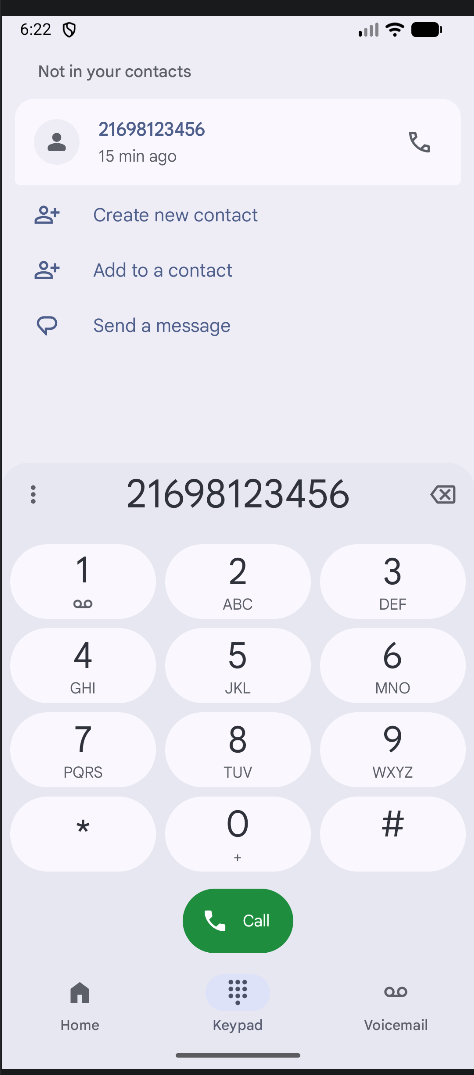 6:22
Not in your contacts
21698123456
15 min ago
Create new contact
Add to a contact
Send a message
21698123456
1
2
ABC
3
DEF
4
GHI
5
JKL
6
MNO
7
PQRS
8
TUV
9
WXYZ
*
0
+
#
Call
Home
Keypad
Voicemail